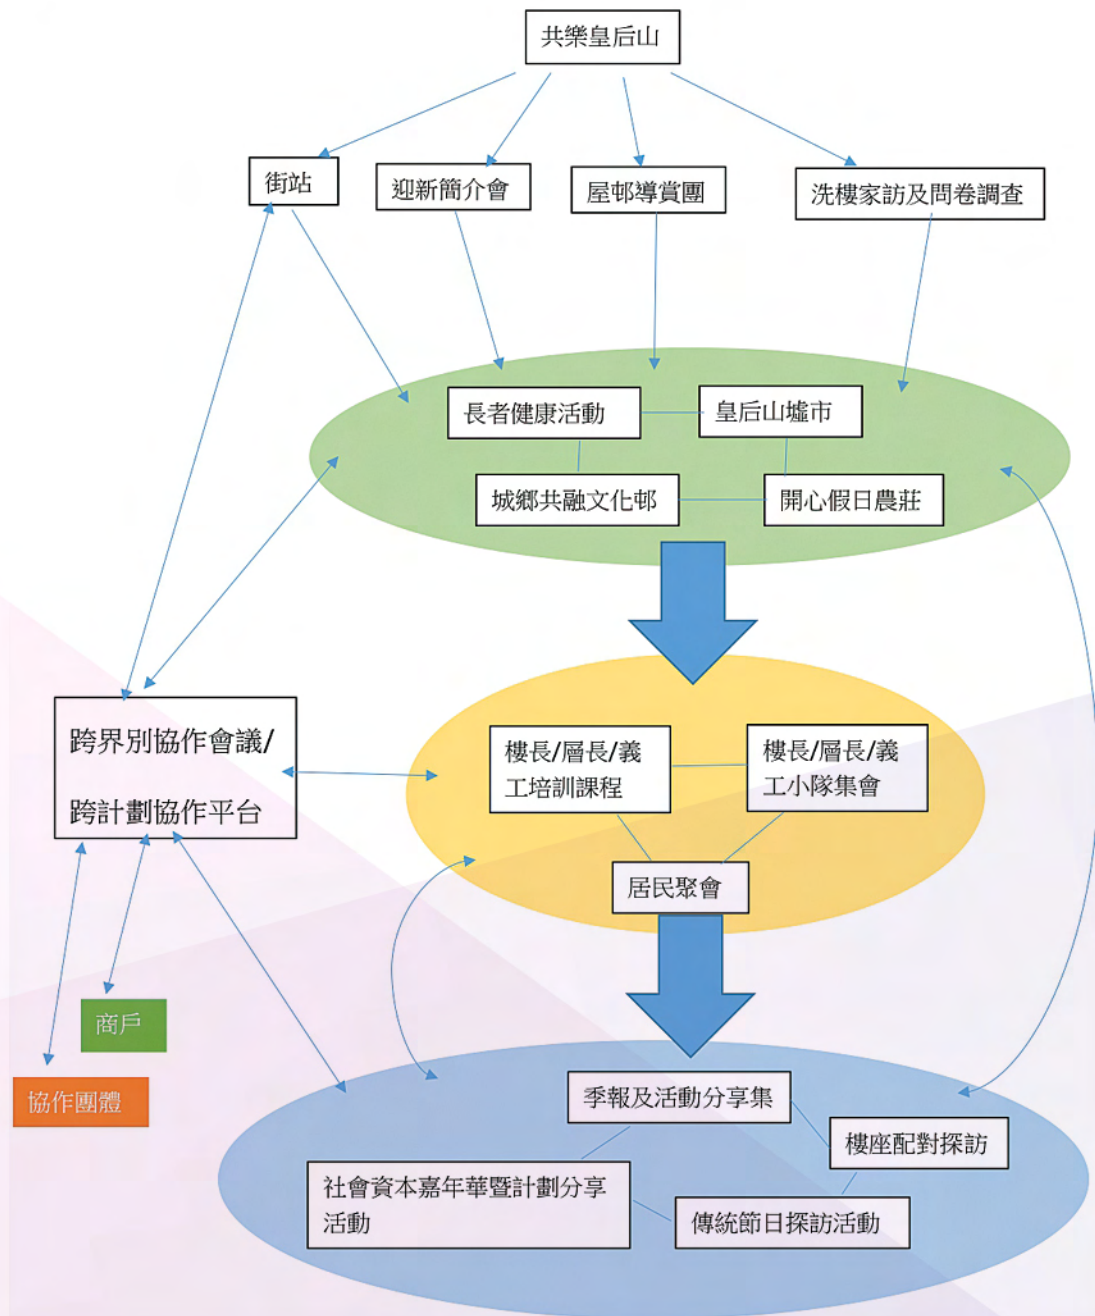 共樂皇后山
街站
迎新簡介會
屋邨導賞團
洗樓家訪及問卷調查
長者健康活動
皇后山墟市
城鄉共融文化邨
開心假日農莊
跨界別協作會議/
跨計劃協作平台
樓長/層長/義
工培訓課程
樓長/層長/義
工小隊集會
居民聚會
商戶
協作團體
季報及活動分享集
樓座配對探訪
社會資本嘉年華暨計劃分享
活動
傳統節日探訪活動